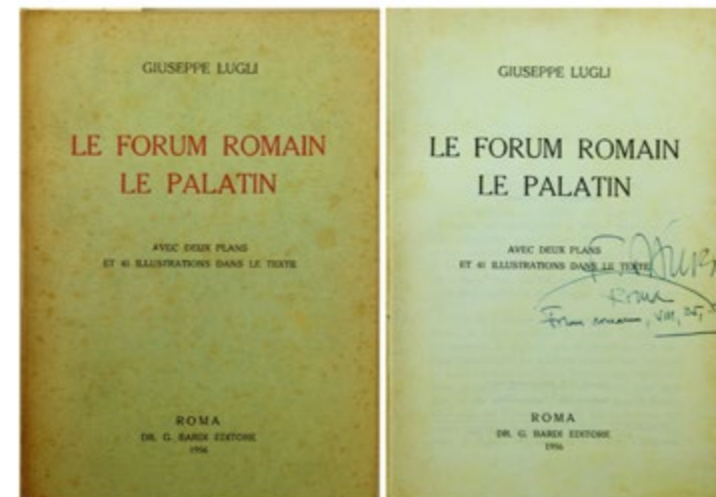 GIUSEPPE LUGLI
LE FORUM ROMAIN
LE PALATIN
AVEC DEUX PLANS
ET 41 ILLUSTRATIONS DANS LE TEXTE
ROMA
DR. G. BARDI EDITORE
1956
GIUSEPPE LUGLI
LE FORUM ROMAIN
LE PALATIN
AVEC DEUX PLANS
ET 41 ILLUSTRATIONS DANS LE TEXTE
Roma
Forum romanum, VIII,
ROMA
DR. G. BARDI EDITORE
1956